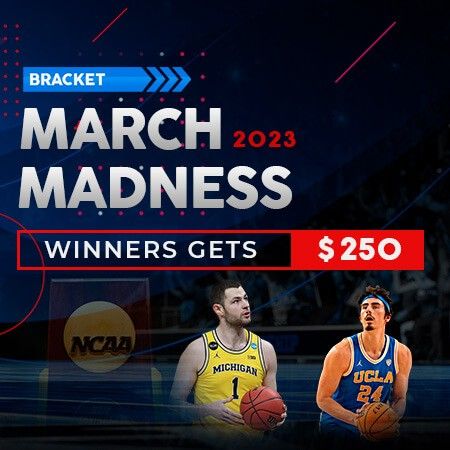 BRACKET
MARCH 2023
MADNESS
WINNERS GETS $250
NCAA
MICHIGAN
1
UCLA
24